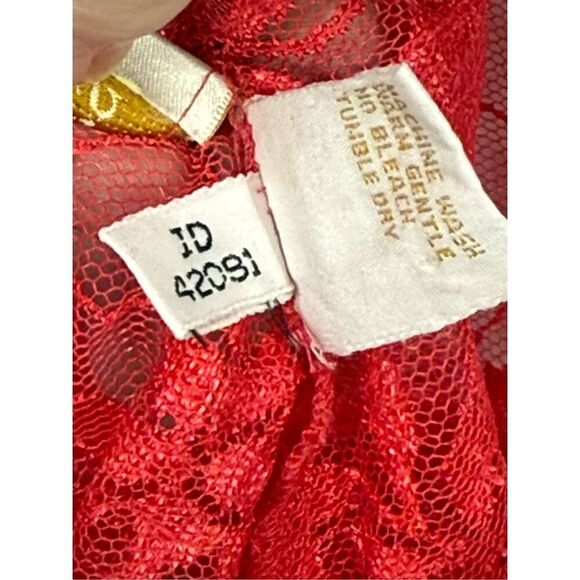 ID
42091
MACHINE WASH
WARM GENTLE
NO BLEACH
TUMBLE DRY